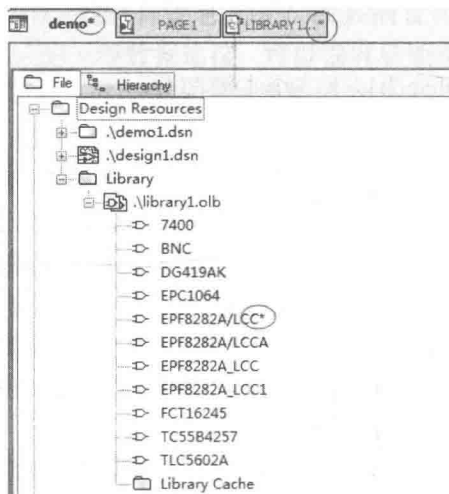 demo*
PAGE1
LIBRARY1...*
File
Hierarchy
Design Resources
.\demo1.dsn
.\design1.dsn
Library
.\library1.olb
7400
BNC
DG419AK
EPC1064
EPF8282A/LCC*
EPF8282A/LCCA
EPF8282A_LCC
EPF8282A_LCC1
FCT16245
TC55B4257
TLC5602A
Library Cache